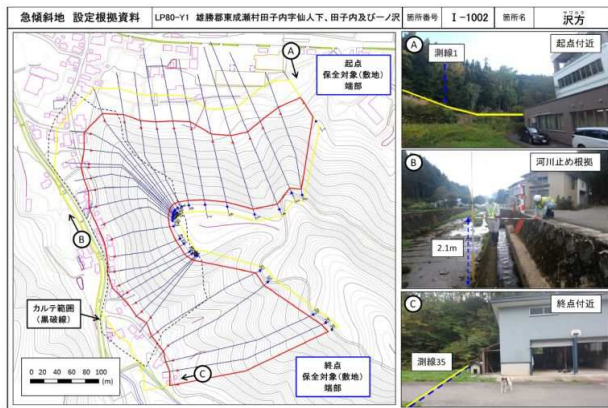 急傾斜地 設定根拠資料
LP80-Y1 雄勝郡東成瀬村田子内字仙人下、田子内及び一ノ沢
箇所番号
I-1002
箇所名
サワカタ
沢方
A
起点
保全対象(敷地)
端部
B
カルテ範囲
(黒破線)
0 20 40 60 80 100
(m)
C
終点
保全対象(敷地)
端部
A
起点付近
測線1
B
河川止め根拠
2.1m
C
終点付近
測線35